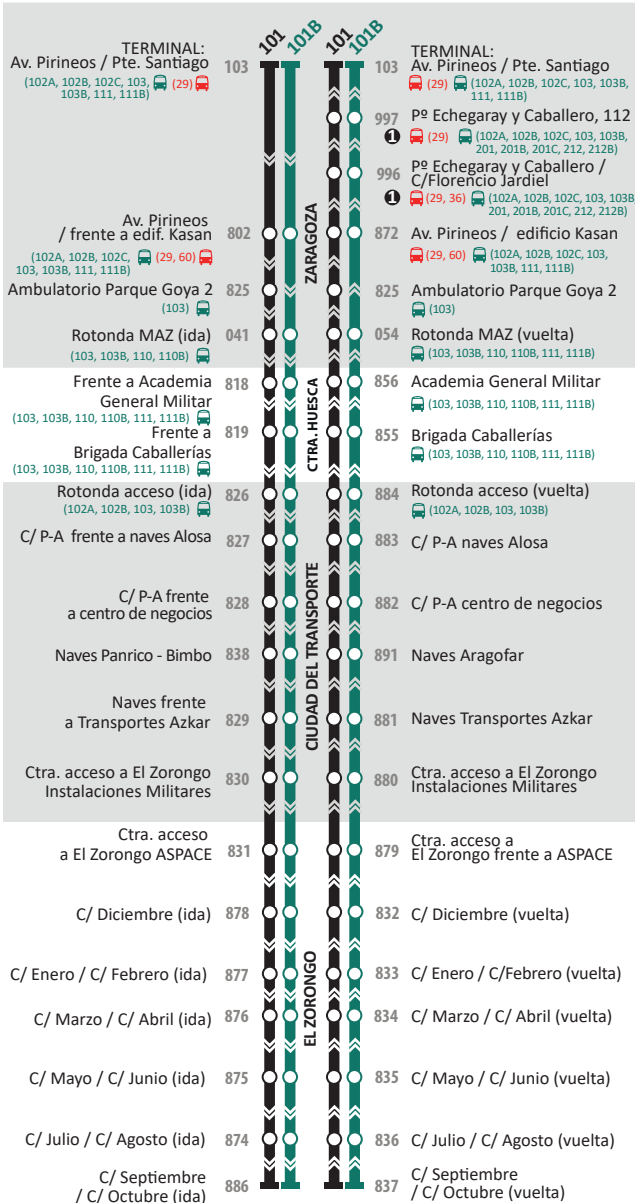 101 101B 101 101B
TERMINAL:
Av. Pirineos / Pte. Santiago
103
(102A, 102B, 102C, 103, (29)
103B, 111, 111B)
Av. Pirineos
/ frente a edif. Kasan
802
(102A, 102B, 102C, (29, 60)
103, 103B, 111, 111B)
Ambulatorio Parque Goya 2
825
(103)
Rotonda MAZ (ida)
041
(103, 103B, 110, 110B)
Frente a Academia
General Militar
818
(103, 103B, 110, 110B, 111, 111B)
Frente a
Brigada Caballerías
819
(103, 103B, 110, 110B, 111, 111B)
Rotonda acceso (ida)
826
(102A, 102B, 103, 103B)
C/ P-A frente a naves Alosa
827
C/ P-A frente
a centro de negocios
828
Naves Panrico - Bimbo
838
Naves frente
a Transportes Azkar
829
Ctra. acceso a El Zorongo
Instalaciones Militares
830
Ctra. acceso
a El Zorongo ASPACE
831
C/ Diciembre (ida)
878
C/ Enero / C/ Febrero (ida)
877
C/ Marzo / C/ Abril (ida)
876
C/ Mayo / C/ Junio (ida)
875
C/ Julio / C/ Agosto (ida)
874
C/ Septiembre
/ C/ Octubre (ida)
886
ZARAGOZA
CTRA. HUESCA
CIUDAD DEL TRANSPORTE
EL ZORONGO
TERMINAL:
103
Av. Pirineos / Pte. Santiago
(29) (102A, 102B, 102C, 103, 103B,
111, 111B)
997
Pº Echegaray y Caballero, 112
1 (29) (102A, 102B, 102C, 103, 103B,
201, 201B, 201C, 212, 212B)
996
Pº Echegaray y Caballero /
C/Florencio Jardiel
1 (29, 36) (102A, 102B, 102C, 103, 103B
201, 201B, 201C, 212, 212B)
872
Av. Pirineos / edificio Kasan
(29, 60) (102A, 102B, 102C, 103,
103B, 111, 111B)
825
Ambulatorio Parque Goya 2
(103)
054
Rotonda MAZ (vuelta)
(103, 103B, 110, 110B, 111, 111B)
856
Academia General Militar
(103, 103B, 110, 110B, 111, 111B)
855
Brigada Caballerías
(103, 103B, 110, 110B, 111, 111B)
884
Rotonda acceso (vuelta)
(102A, 102B, 103, 103B)
883
C/ P-A naves Alosa
882
C/ P-A centro de negocios
891
Naves Aragofar
881
Naves Transportes Azkar
880
Ctra. acceso a El Zorongo
Instalaciones Militares
879
Ctra. acceso a
El Zorongo frente a ASPACE
832
C/ Diciembre (vuelta)
833
C/ Enero / C/Febrero (vuelta)
834
C/ Marzo / C/ Abril (vuelta)
835
C/ Mayo / C/ Junio (vuelta)
836
C/ Julio / C/ Agosto (vuelta)
837
C/ Septiembre
/ C/ Octubre (vuelta)